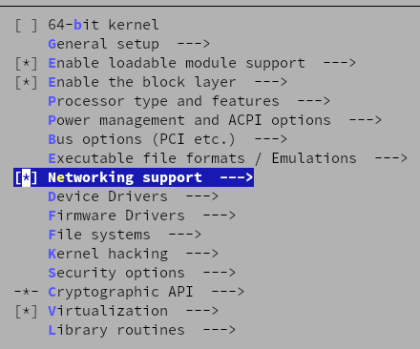 [ ] 64-bit kernel
General setup --->
[*] Enable loadable module support --->
[*] Enable the block layer --->
Processor type and features --->
Power management and ACPI options --->
Bus options (PCI etc.) --->
Executable file formats / Emulations --->
[*] Networking support --->
Device Drivers --->
Firmware Drivers --->
File systems --->
Kernel hacking --->
Security options --->
-*- Cryptographic API --->
[*] Virtualization --->
Library routines --->